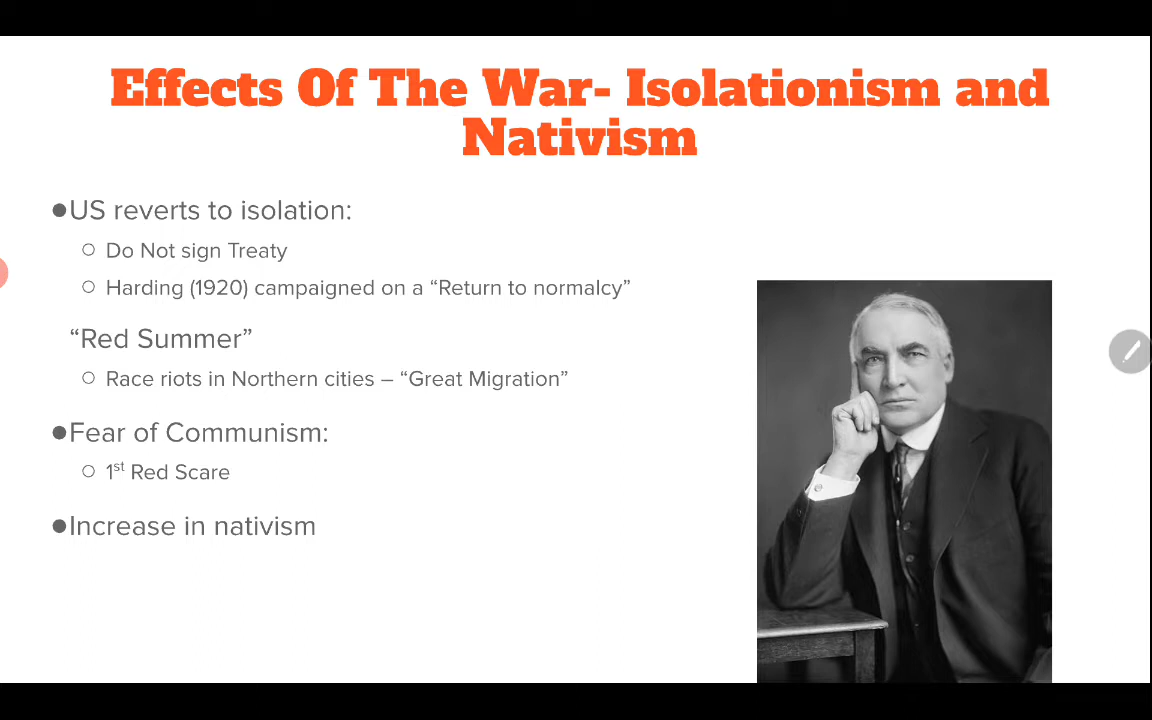 Effects Of The War- Isolationism and
Nativism
●US reverts to isolation:
○ Do Not sign Treaty
○ Harding (1920) campaigned on a “Return to normalcy”
“Red Summer”
○ Race riots in Northern cities – “Great Migration”
●Fear of Communism:
○ 1st Red Scare
●Increase in nativism